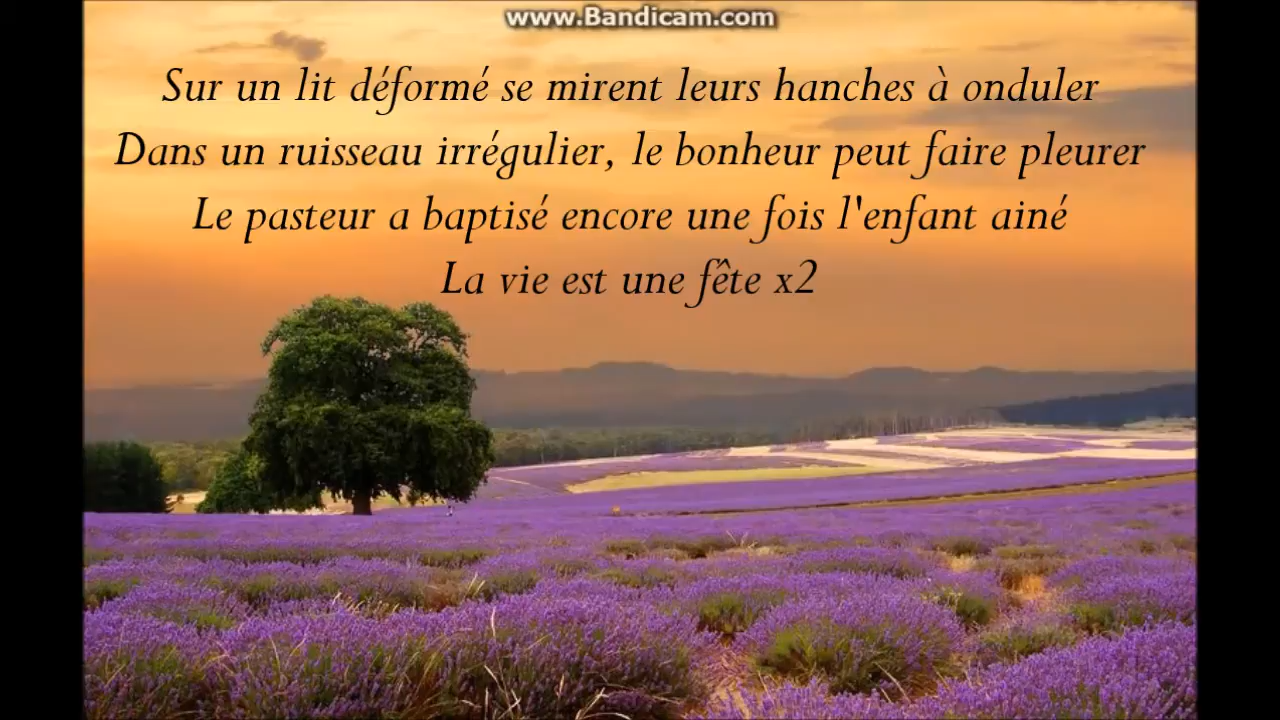 www.Bandicam.com
Sur un lit déformé se mirent leurs hanches à onduler
Dans un ruisseau irrégulier, le bonheur peut faire pleurer
Le pasteur a baptisé encore une fois l'enfant ainé
La vie est une fête x2